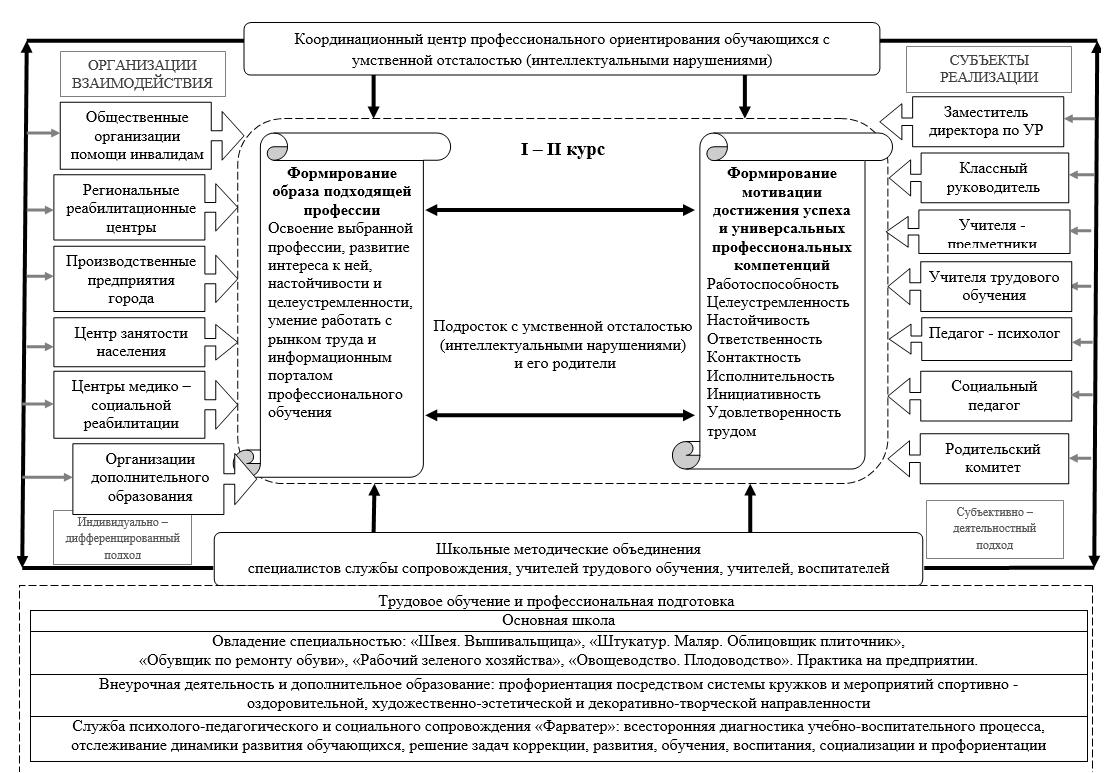 Координационный центр профессионального ориентирования обучающихся с
умственной отсталостью (интеллектуальными нарушениями)
ОРГАНИЗАЦИИ
ВЗАИМОДЕЙСТВИЯ
Общественные
организации
помощи инвалидам
Региональные
реабилитационные
центры
Производственные
предприятия
города
Центр занятости
населения
Центры медико –
социальной
реабилитации
Организации
дополнительного
образования
Индивидуально –
дифференцированный
подход
I – II курс
Формирование
образа подходящей
профессии
Освоение выбранной
профессии, развитие
интереса к ней,
настойчивости и
целеустремленности,
умение работать с
рынком труда и
информационным
порталом
профессионального
обучения
Подросток с умственной отсталостью
(интеллектуальными нарушениями)
и его родители
Формирование
мотивации
достижения успеха
и универсальных
профессиональных
компетенций
Работоспособность
Целеустремленность
Настойчивость
Ответственность
Контактность
Исполнительность
Инициативность
Удовлетворенность
трудом
СУБЪЕКТЫ
РЕАЛИЗАЦИИ
Заместитель
директора по УР
Классный
руководитель
Учителя -
предметники
Учителя трудового
обучения
Педагог - психолог
Социальный
педагог
Родительский
комитет
Субъективно –
деятельностный
подход
Школьные методические объединения
специалистов службы сопровождения, учителей трудового обучения, учителей, воспитателей
Трудовое обучение и профессиональная подготовка
Основная школа
Овладение специальностью: «Швея. Вышивальщица», «Штукатур. Маляр. Облицовщик плиточник»,
«Обувщик по ремонту обуви», «Рабочий зеленого хозяйства», «Овощеводство. Плодоводство». Практика на предприятии.
Внеурочная деятельность и дополнительное образование: профориентация посредством системы кружков и мероприятий спортивно -
оздоровительной, художественно-эстетической и декоративно-творческой направленности
Служба психолого-педагогического и социального сопровождения «Фарватер»: всесторонняя диагностика учебно-воспитательного процесса,
отслеживание динамики развития обучающихся, решение задач коррекции, развития, обучения, воспитания, социализации и профориентации